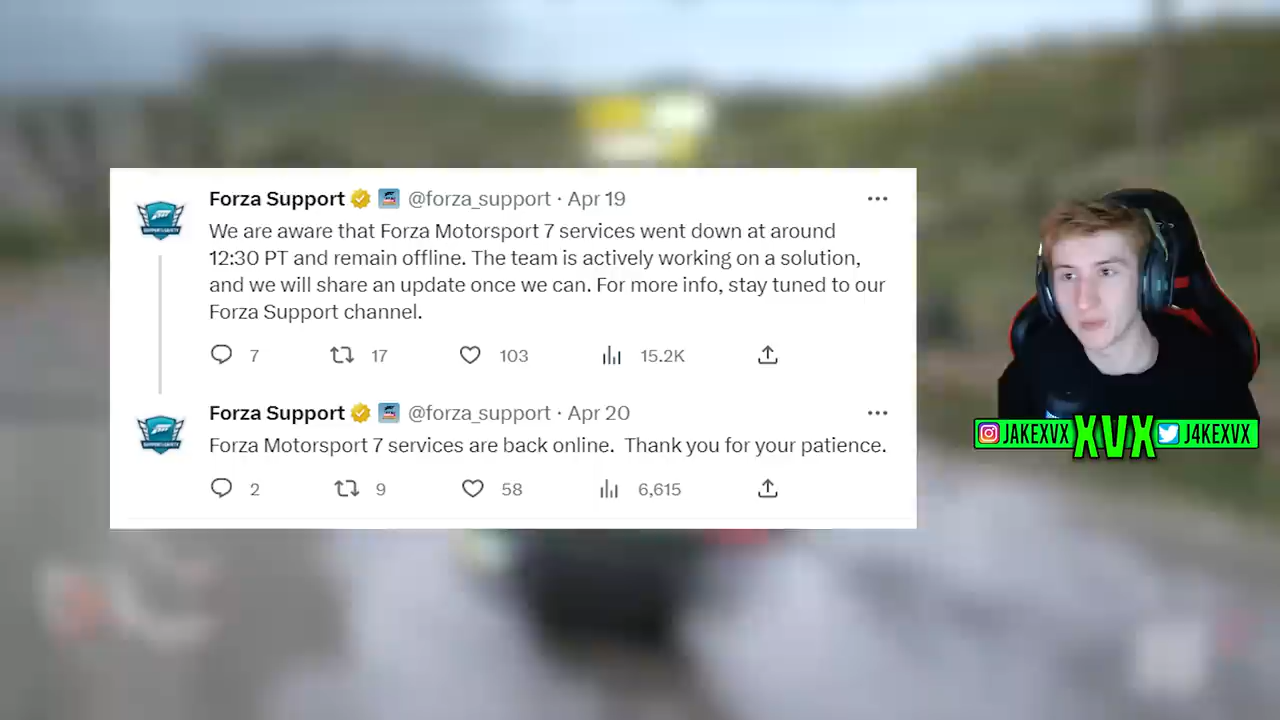 Forza Support @forza_support · Apr 19
We are aware that Forza Motorsport 7 services went down at around
12:30 PT and remain offline. The team is actively working on a solution,
and we will share an update once we can. For more info, stay tuned to our
Forza Support channel.
7 17 103 15.2K
Forza Support @forza_support · Apr 20
Forza Motorsport 7 services are back online. Thank you for your patience.
2 9 58 6,615
JAKEXVX XVX J4KEXVX